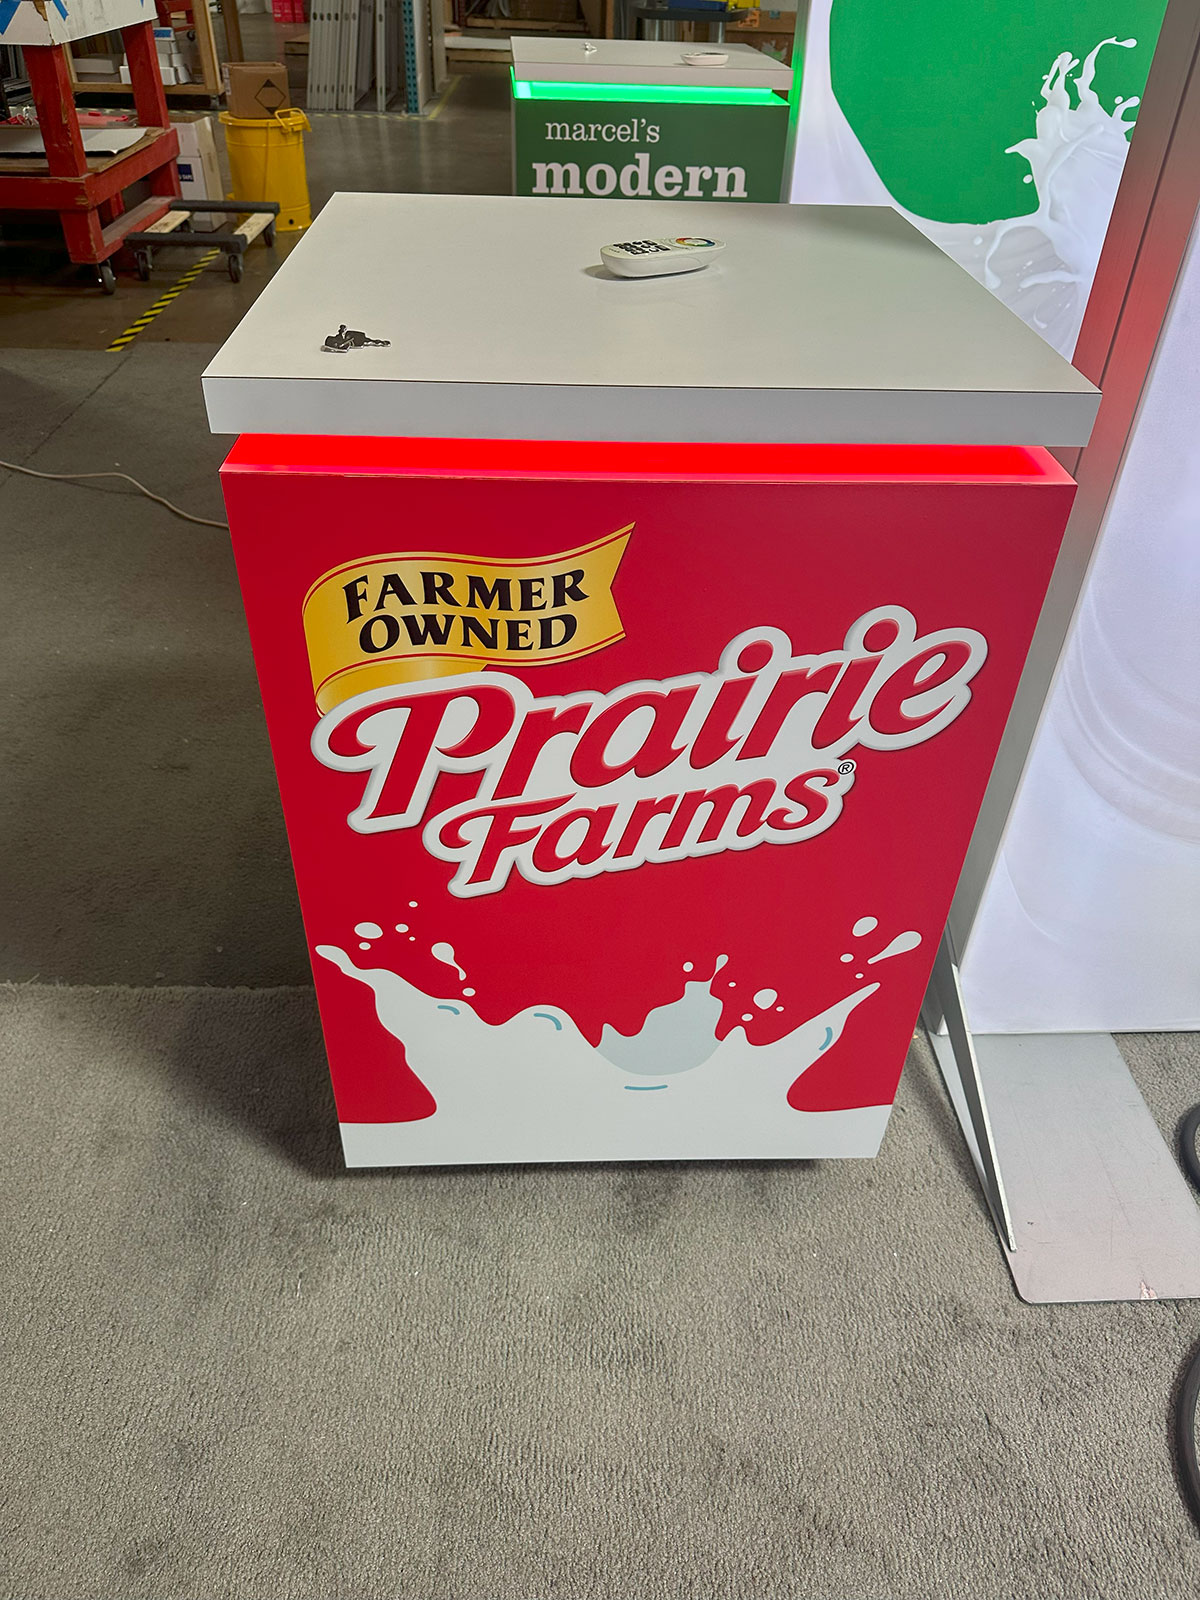 marcel's
modern
FARMER
OWNED
Prairie
Farms®